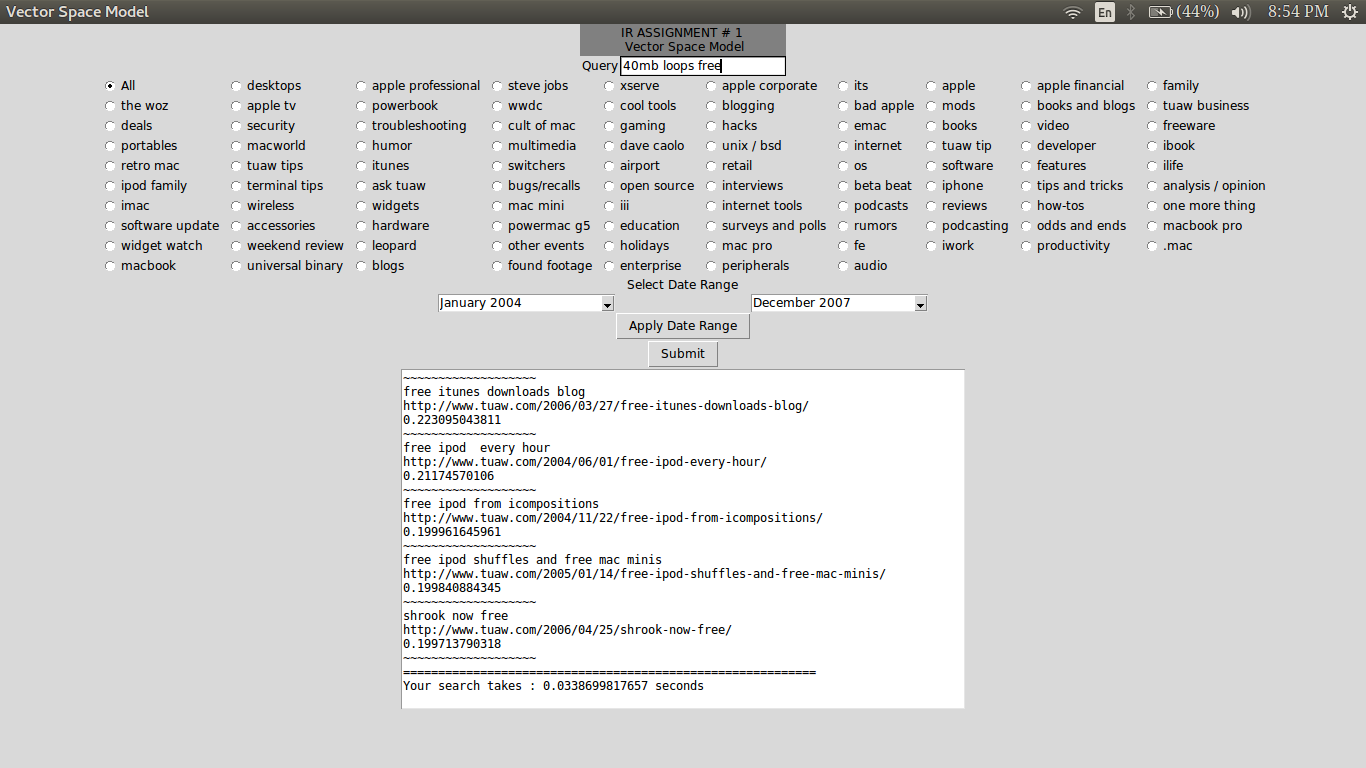 Vector Space Model
En
(44%)
8:54 PM
IR ASSIGNMENT # 1
Vector Space Model
Query 40mb loops free
All desktops apple professional steve jobs xserve apple corporate its apple apple financial family
the woz apple tv powerbook wwdc cool tools blogging bad apple mods books and blogs tuaw business
deals security troubleshooting cult of mac gaming hacks emac books video freeware
portables macworld humor multimedia dave caolo unix / bsd internet tuaw tip developer ibook
retro mac tuaw tips itunes switchers airport retail os software features ilife
ipod family terminal tips ask tuaw bugs/recalls open source interviews beta beat iphone tips and tricks analysis / opinion
imac wireless widgets mac mini iii internet tools podcasts reviews how-tos one more thing
software update accessories hardware powermac g5 education surveys and polls rumors podcasting odds and ends macbook pro
widget watch weekend review leopard other events holidays mac pro fe iwork productivity .mac
macbook universal binary blogs found footage enterprise peripherals audio
Select Date Range
January 2004 December 2007
Apply Date Range
Submit
~~~~~~~~~~~~~~~~~~~
free itunes downloads blog
http://www.tuaw.com/2006/03/27/free-itunes-downloads-blog/
0.223095043811
~~~~~~~~~~~~~~~~~~~
free ipod  every hour
http://www.tuaw.com/2004/06/01/free-ipod-every-hour/
0.21174570106
~~~~~~~~~~~~~~~~~~~
free ipod from icompositions
http://www.tuaw.com/2004/11/22/free-ipod-from-icompositions/
0.199961645961
~~~~~~~~~~~~~~~~~~~
free ipod shuffles and free mac minis
http://www.tuaw.com/2005/01/14/free-ipod-shuffles-and-free-mac-minis/
0.199840884345
~~~~~~~~~~~~~~~~~~~
shrook now free
http://www.tuaw.com/2006/04/25/shrook-now-free/
0.199713790318
~~~~~~~~~~~~~~~~~~~
===========================================================
Your search takes : 0.0338699817657 seconds